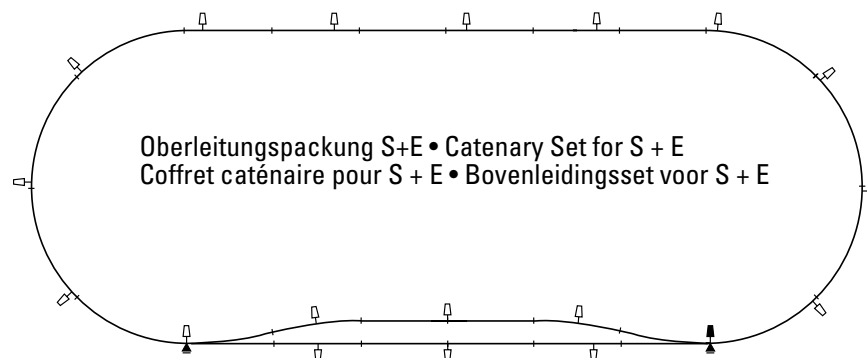 Oberleitungspackung S+E • Catenary Set for S + E
Coffret caténaire pour S + E • Bovenleidingsset voor S + E